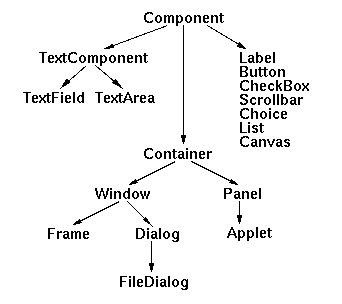 Component
TextComponent
TextField TextArea
Label
Button
CheckBox
Scrollbar
Choice
List
Canvas
Container
Window Panel
Frame Dialog Applet
FileDialog